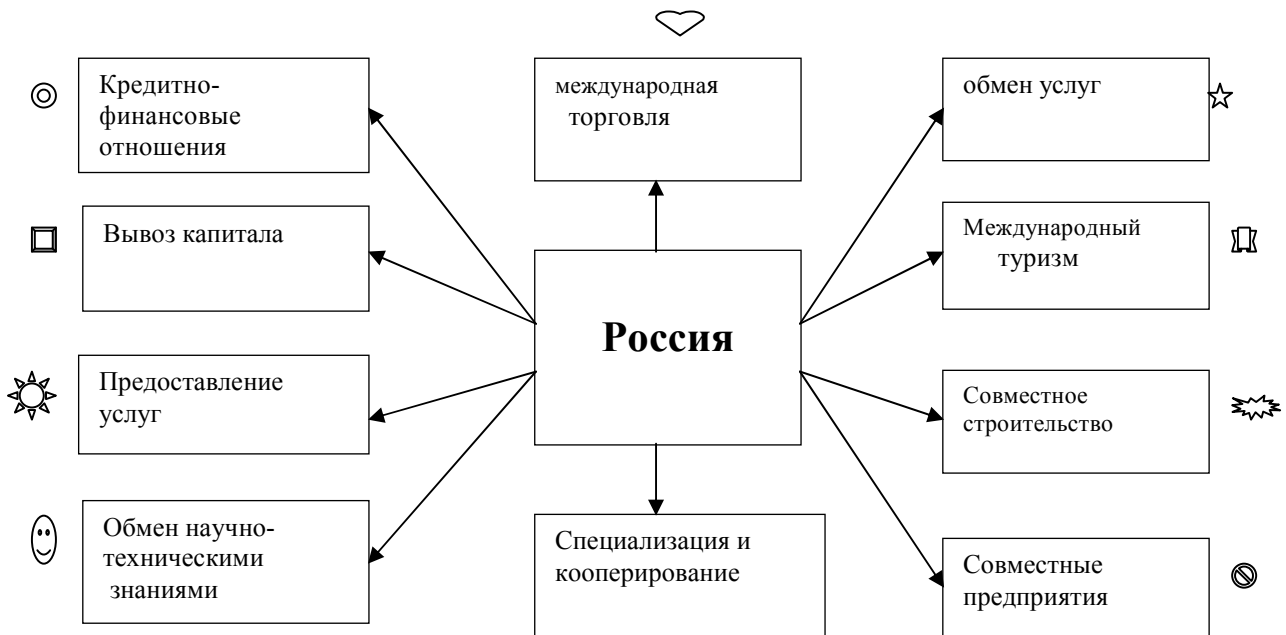 Кредитно-
финансовые
отношения
международная
торговля
обмен услуг
Вывоз капитала
Международный
туризм
Россия
Предоставление
услуг
Совместное
строительство
Обмен научно-
техническими
знаниями
Специализация и
кооперирование
Совместные
предприятия